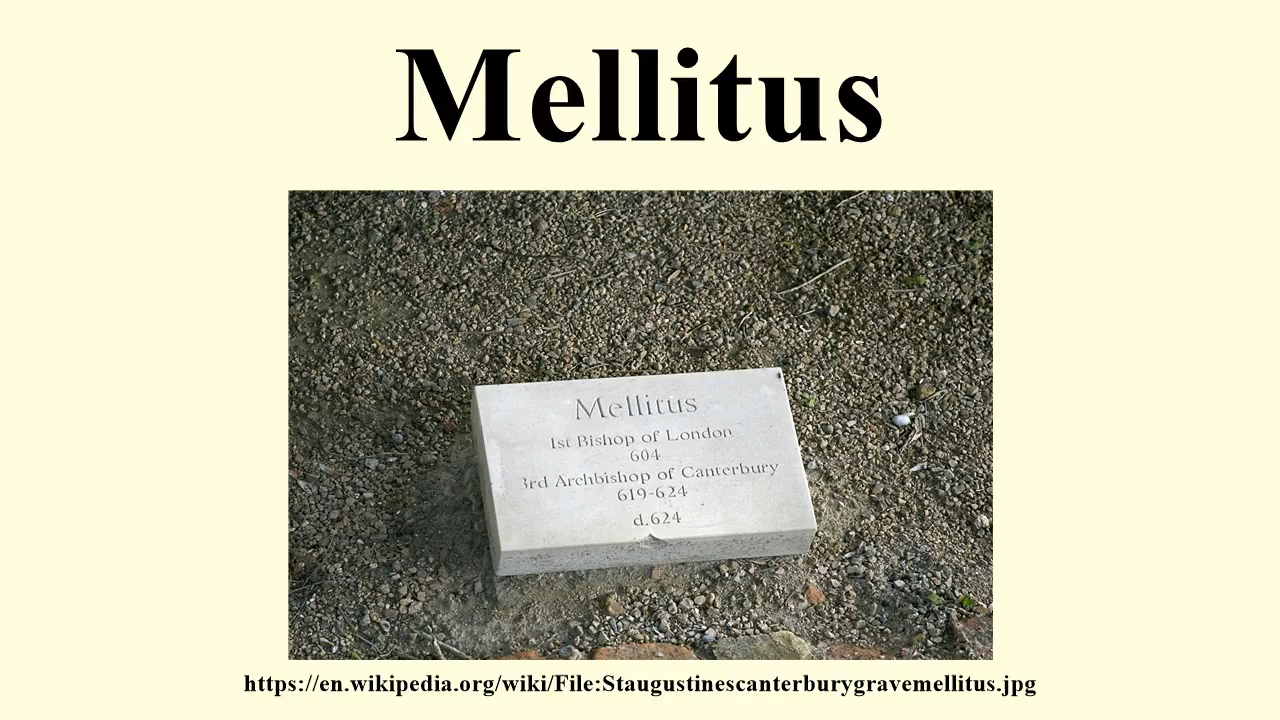 Mellitus
Mellitus
1st Bishop of London
604
3rd Archbishop of Canterbury
619-624
d.624
https://en.wikipedia.org/wiki/File:Staugustinescanterburygravemellitus.jpg